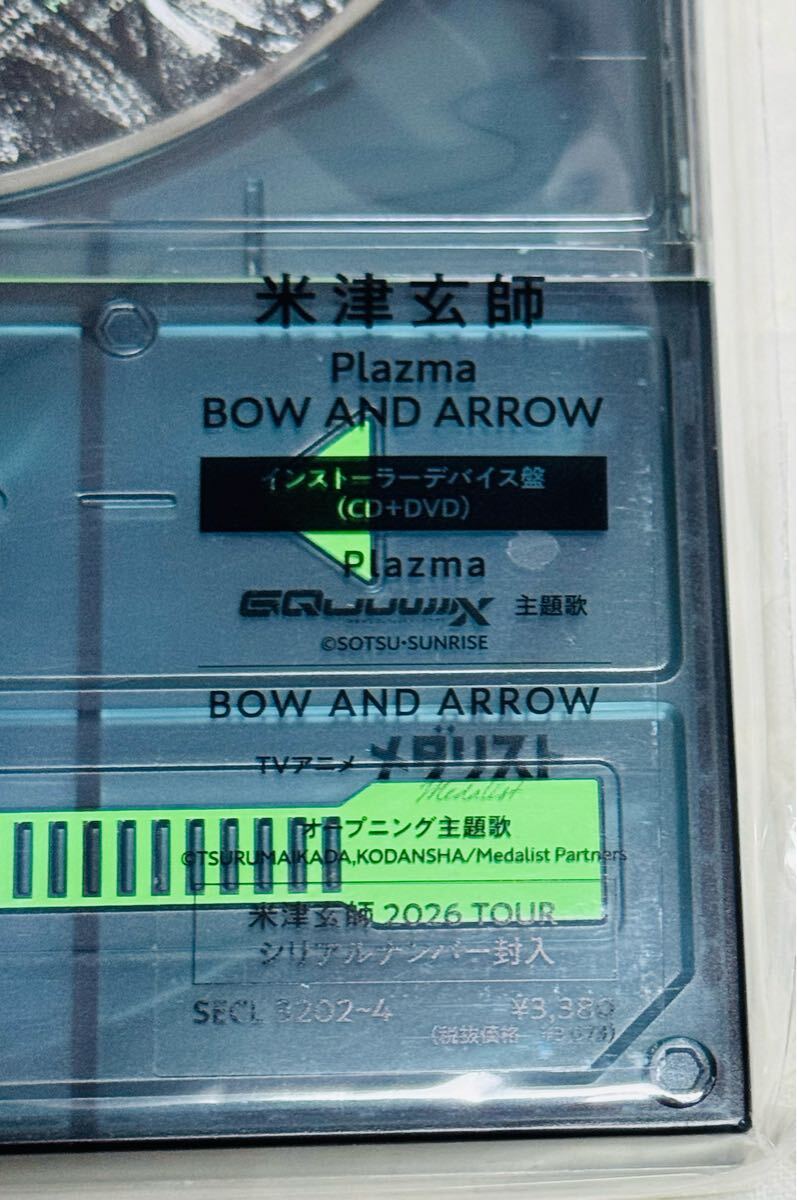 米津玄師
Plazma
BOW AND ARROW
インストーラーデバイス盤
(CD+DVD)
Plazma
GQuuuuuuX 主題歌
©SOTSU・SUNRISE
BOW AND ARROW
TVアニメ メダリスト
Medalist
オープニング主題歌
©TSURUMAIKADA,KODANSHA/Medalist Partners
米津玄師 2026 TOUR
シリアルナンバー封入
SECL 3202~4 ¥3,380
(税抜価格